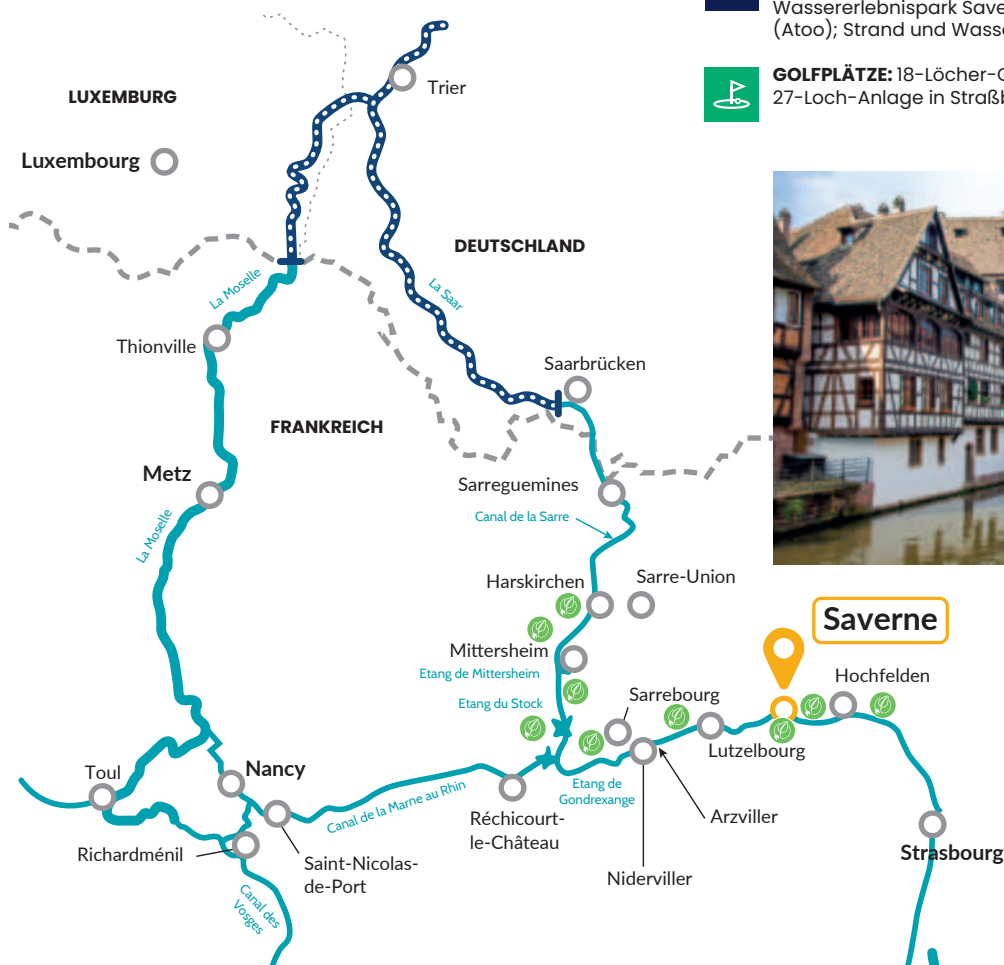 Wassererlebnispark
(Atoo); Strand und
GOLFPLÄTZE: 18-Löcher-
27-Loch-Anlage in
Trier
LUXEMBURG
Luxembourg
DEUTSCHLAND
La Moselle
La Saar
Thionville
Saarbrücken
FRANKREICH
Metz
Sarreguemines
Canal de la Sarre
La Moselle
Harskirchen
Sarre-Union
Saverne
Mittersheim
Etang de Mittersheim
Hochfelden
Etang du Stock
Sarrebourg
Lutzelbourg
Toul
Nancy
Etang de
Gondrexange
Canal de la Marne au Rhin
Réchicourt-
le-Château
Arzviller
Richardménil
Saint-Nicolas-
de-Port
Strasbourg
Niderviller
Canal des
Vosges